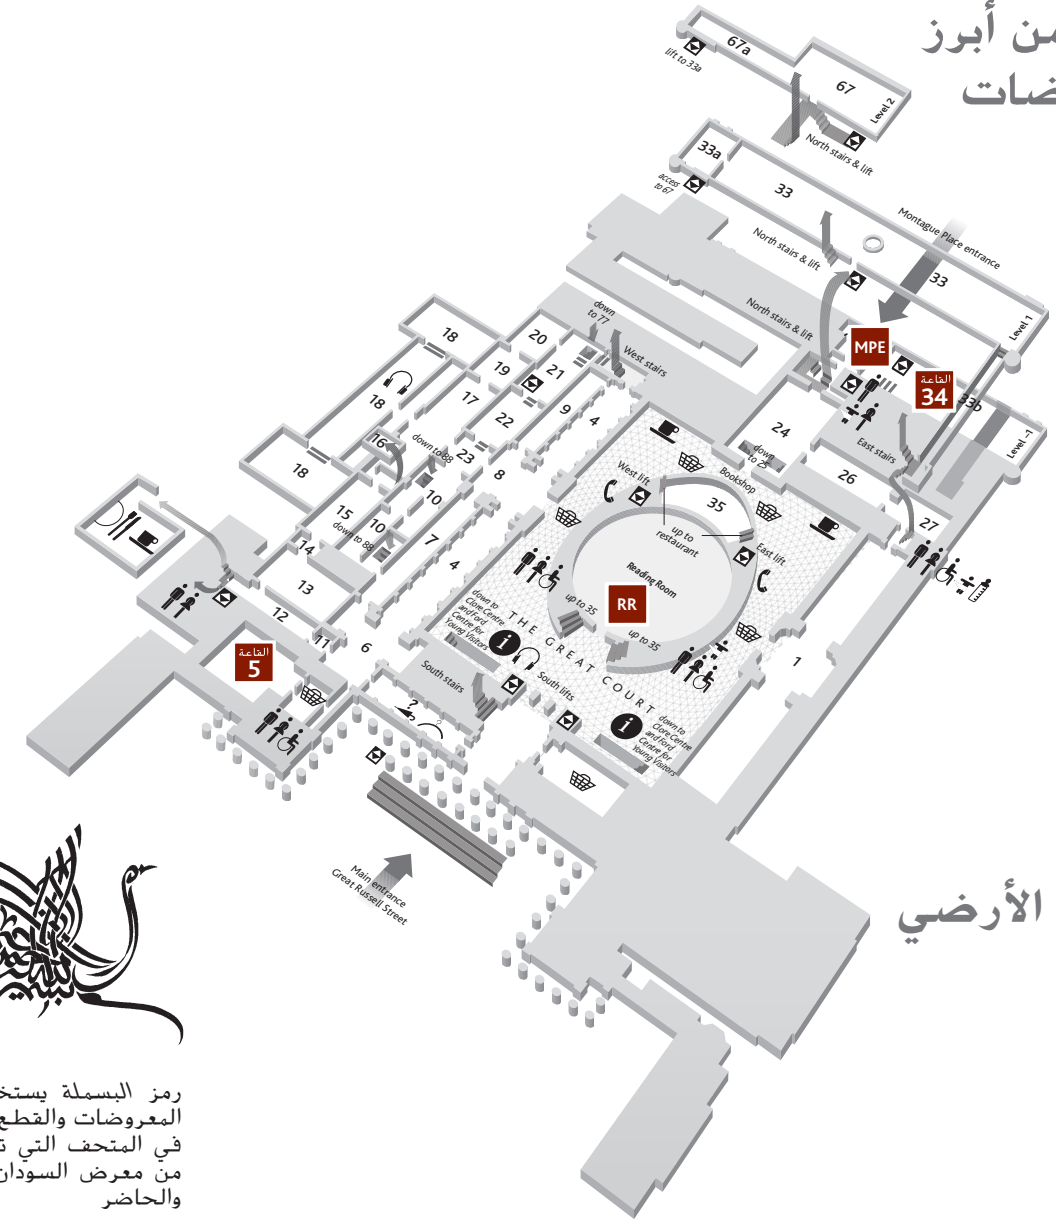 من أبرز
67a
lift to 33a
67
Level 2
North stairs & lift
33a
access
to 67
33
Montague Place entrance
North stairs & lift
33
Level 1
North stairs & lift
MPE
القاعة
34
33b
Level -1
East stairs
24
down
to 25
26
27
down
to 77
West stairs
18
20
19
21
9
4
18
17
22
16
down to 88
23
8
18
15
10
10
down to 88
7
14
13
4
12
11
6
القاعة
5
West lift
Bookshop
35
up to
restaurant
East lift
Reading Room
RR
up to 35
up to 35
THE GREAT COURT
down to
Clore Centre
and Ford
Centre for
Young Visitors
South stairs
South lifts
down to
Clore Centre
and Ford
Centre for
Young Visitors
1
Main entrance
Great Russell Street
الأرضي
رمز البسملة
المعروضات والقطع
في المتحف التي
من معرض السودان
والحاضر